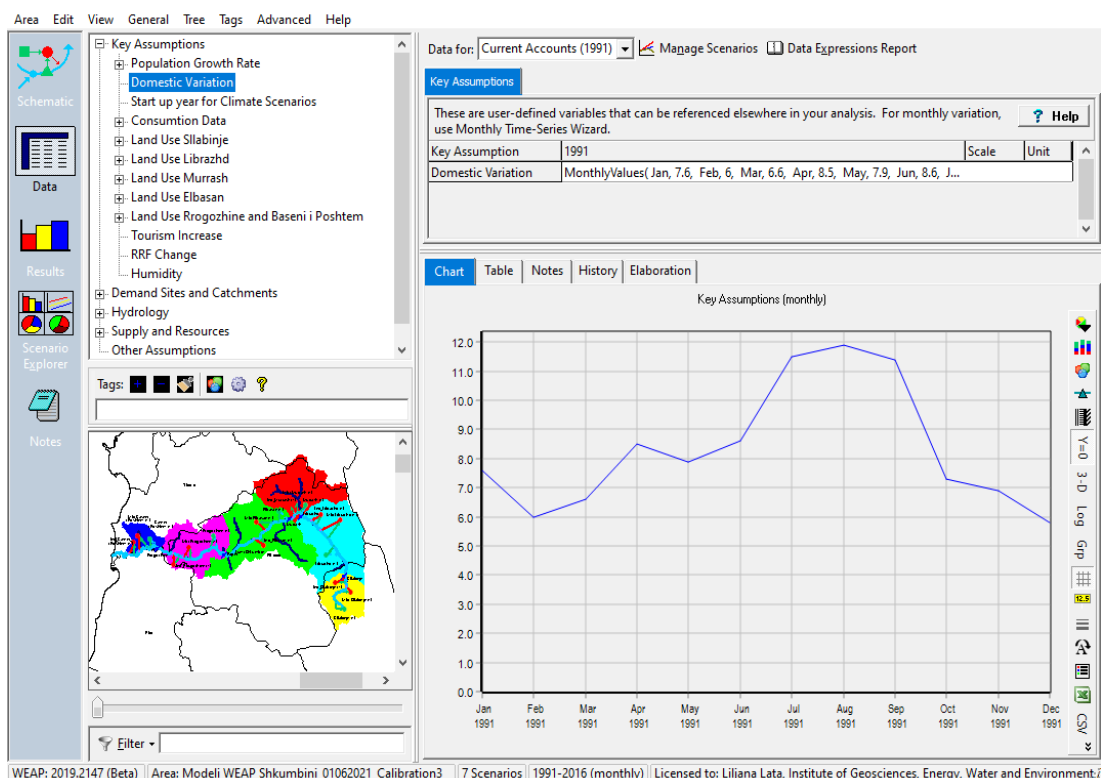 Area Edit View General Tree Tags Advanced Help
Schematic
Data
Results
Scenario
Explorer
Notes
Key Assumptions
Population Growth Rate
Domestic Variation
Start up year for Climate Scenarios
Consumtion Data
Land Use Sllabinje
Land Use Librazhd
Land Use Murrash
Land Use Elbasan
Land Use Rrogozhine and Baseni i Poshtem
Tourism Increase
RRF Change
Humidity
Demand Sites and Catchments
Hydrology
Supply and Resources
Other Assumptions
Tags:
Filter
Data for: Current Accounts (1991) Manage Scenarios Data Expressions Report
Key Assumptions
These are user-defined variables that can be referenced elsewhere in your analysis. For monthly variation,
use Monthly Time-Series Wizard.
? Help
Key Assumption 1991 Scale Unit
Domestic Variation MonthlyValues( Jan, 7.6, Feb, 6, Mar, 6.6, Apr, 8.5, May, 7.9, Jun, 8.6, J...
Chart Table Notes History Elaboration
Key Assumptions (monthly)
12.0
11.0
10.0
9.0
8.0
7.0
6.0
5.0
4.0
3.0
2.0
1.0
0.0
Jan Feb Mar Apr May Jun Jul Aug Sep Oct Nov Dec
1991 1991 1991 1991 1991 1991 1991 1991 1991 1991 1991 1991
Y=0
3-D
Log
Grp
12.5
CSV
WEAP: 2019.2147 (Beta) Area: Modeli WEAP Shkumbini_01062021_Calibration3 7 Scenarios 1991-2016 (monthly) Licensed to: Liliana Lata, Institute of Geosciences, Energy, Water and Environment,